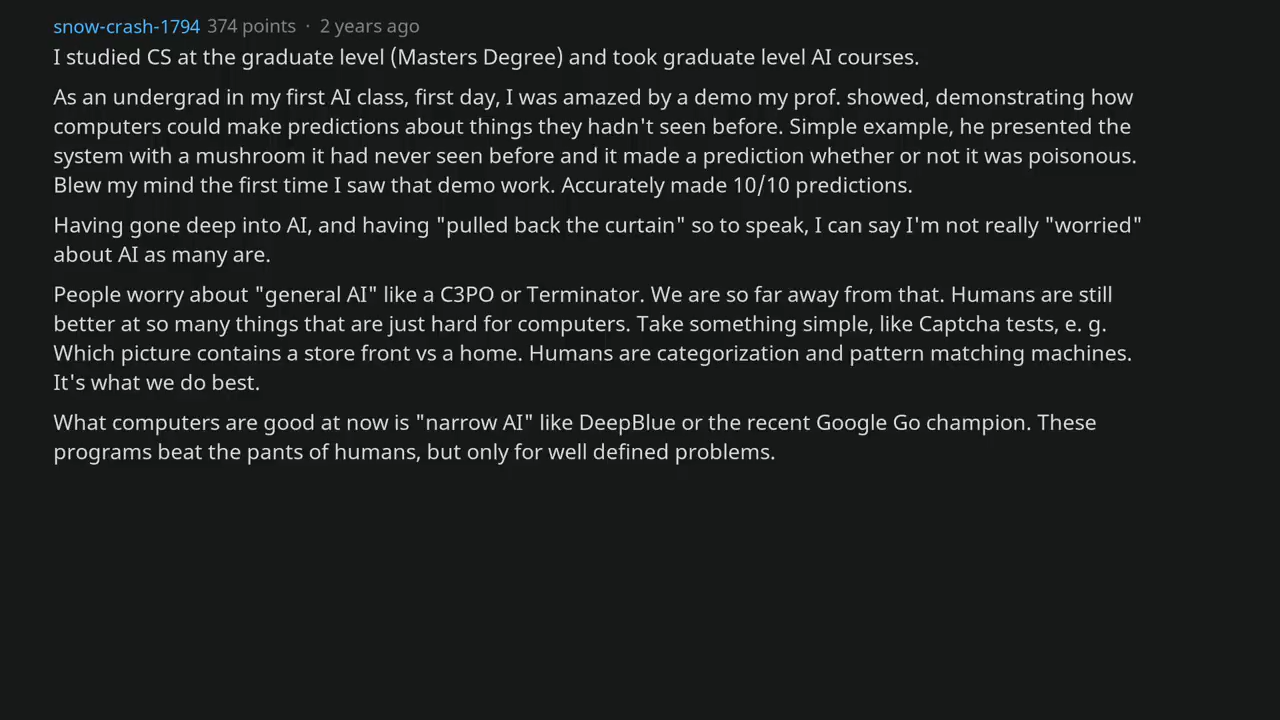 snow-crash-1794 374 points · 2 years ago
I studied CS at the graduate level (Masters Degree) and took graduate level AI courses.
As an undergrad in my first AI class, first day, I was amazed by a demo my prof. showed, demonstrating how
computers could make predictions about things they hadn't seen before. Simple example, he presented the
system with a mushroom it had never seen before and it made a prediction whether or not it was poisonous.
Blew my mind the first time I saw that demo work. Accurately made 10/10 predictions.
Having gone deep into AI, and having "pulled back the curtain" so to speak, I can say I'm not really "worried"
about AI as many are.
People worry about "general AI" like a C3PO or Terminator. We are so far away from that. Humans are still
better at so many things that are just hard for computers. Take something simple, like Captcha tests, e. g.
Which picture contains a store front vs a home. Humans are categorization and pattern matching machines.
It's what we do best.
What computers are good at now is "narrow AI" like DeepBlue or the recent Google Go champion. These
programs beat the pants of humans, but only for well defined problems.